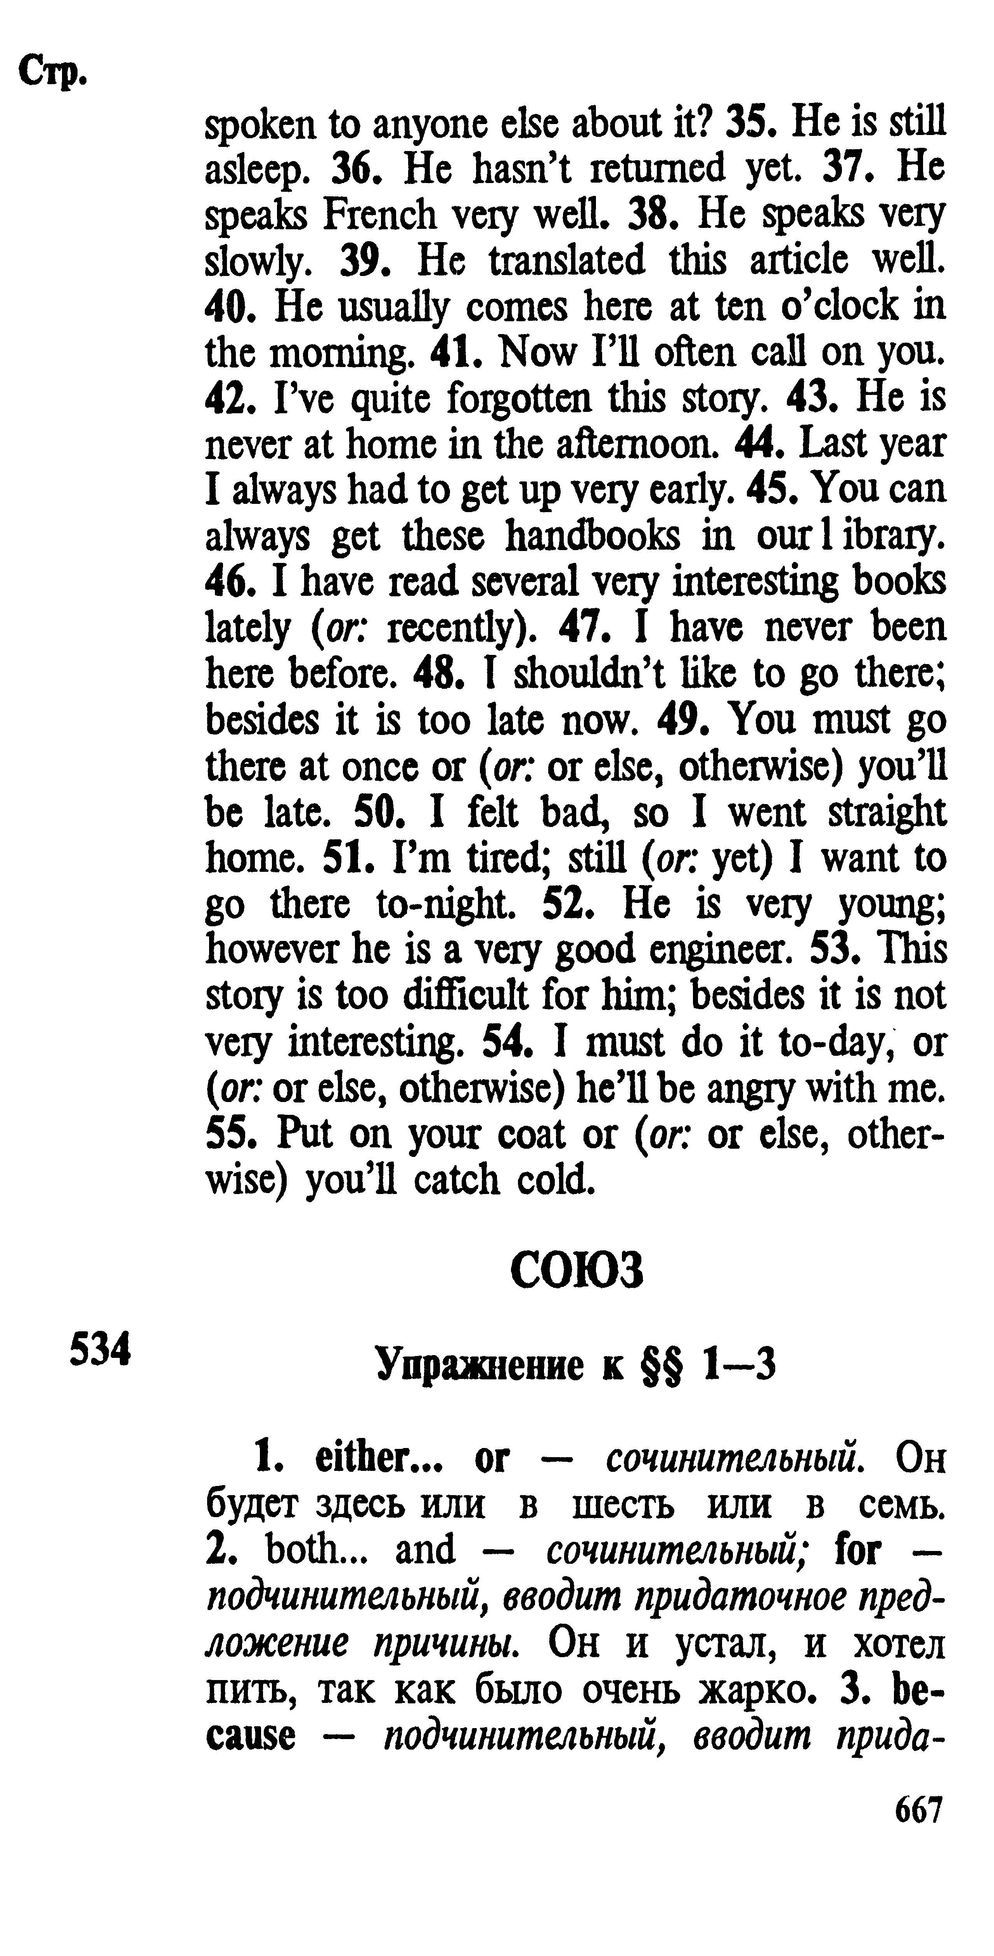 Стр.
spoken to anyone else about it? 35. He is still
asleep. 36. He hasn't returned yet. 37. He
speaks French very well. 38. He speaks very
slowly. 39. He translated this article well.
40. He usually comes here at ten o'clock in
the morning. 41. Now I'll often call on you.
42. I've quite forgotten this story. 43. He is
never at home in the afternoon. 44. Last year
I always had to get up very early. 45. You can
always get these handbooks in our l ibrary.
46. I have read several very interesting books
lately (or: recently). 47. I have never been
here before. 48. I shouldn't like to go there;
besides it is too late now. 49. You must go
there at once or (or: or else, otherwise) you'll
be late. 50. I felt bad, so I went straight
home. 51. I'm tired; still (or: yet) I want to
go there to-night. 52. He is very young;
however he is a very good engineer. 53. This
story is too difficult for him; besides it is not
very interesting. 54. I must do it to-day, or
(or: or else, otherwise) he'll be angry with me.
55. Put on your coat or (or: or else, other-
wise) you'll catch cold.
СОЮЗ
534
Упражнение к §§ 1—3
1. either... or — сочинительный. Он
будет здесь или в шесть или в семь.
2. both... and — сочинительный; for —
подчинительный, вводит придаточное пред-
ложение причины. Он и устал, и хотел
пить, так как было очень жарко. 3. be-
cause — подчинительный, вводит прида-
667